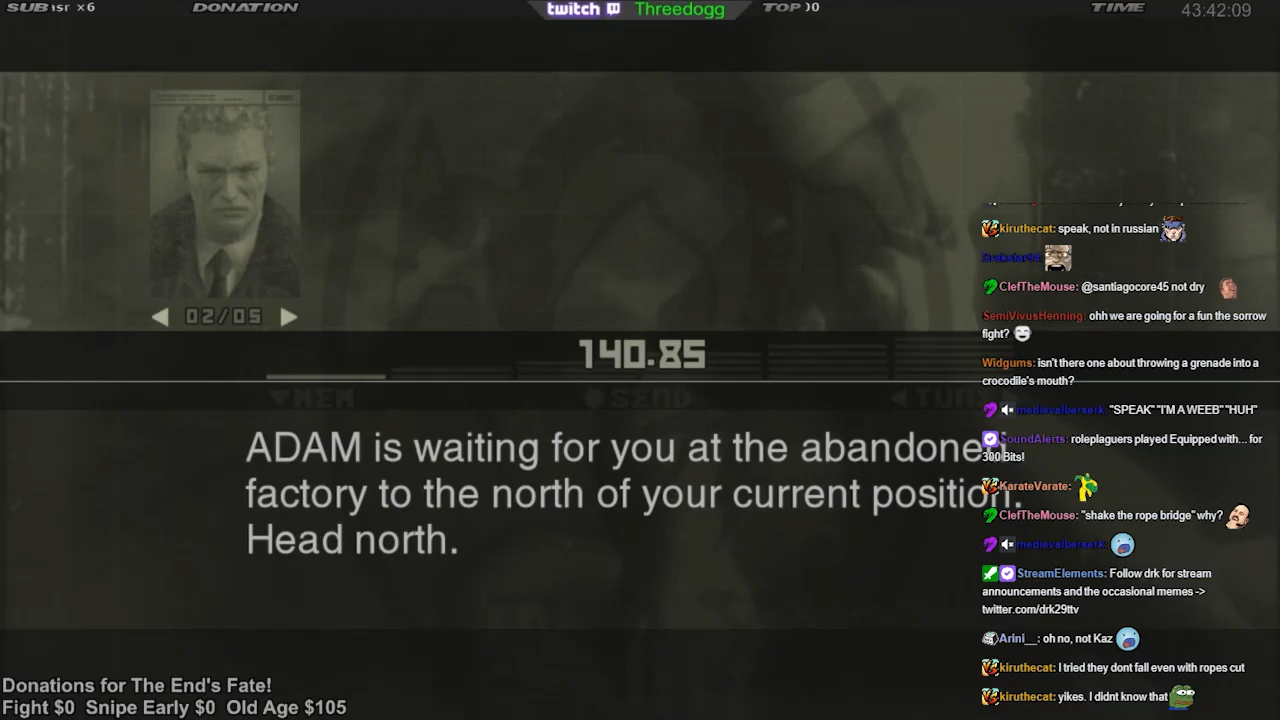 SUB
x6
DONATION
twitch Threedogg
TOP
TIME
43:42:09
02/05
140.85
MEM
SEND
ADAM is waiting for you at the abandoned
factory to the north of your current position.
Head north.
kiruthecat: speak, not in russian
ClefTheMouse: @santiagocore45 not dry
SemiVivusHenning: ohh we are going for a fun the sorrow
fight?
Widgums: isn't there one about throwing a grenade into a
crocodile's mouth?
medievalberserk: "SPEAK" "I'M A WEEB" "HUH"
SoundAlerts: roleplaguers played Equipped with... for
300 Bits!
KarateVarate:
ClefTheMouse: "shake the rope bridge" why?
medievalberserk:
StreamElements: Follow drk for stream
announcements and the occasional memes ->
twitter.com/drk29ttv
Arini__: oh no, not Kaz
kiruthecat: I tried they dont fall even with ropes cut
kiruthecat: yikes. I didnt know that
Donations for The End's Fate!
Fight $0 Snipe Early $0 Old Age $105